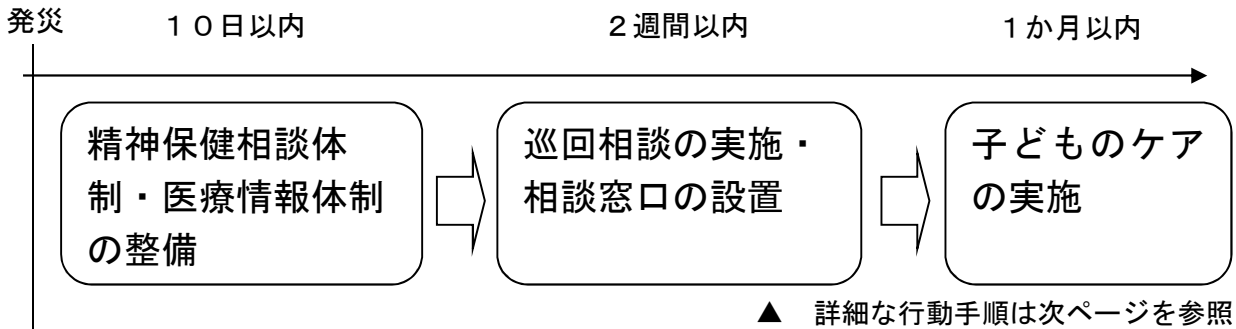 発災
１０日以内
２週間以内
１か月以内
精神保健相談体
制・医療情報体制
の整備
巡回相談の実施・
相談窓口の設置
子どものケア
の実施
▲　詳細な行動手順は次ページを参照